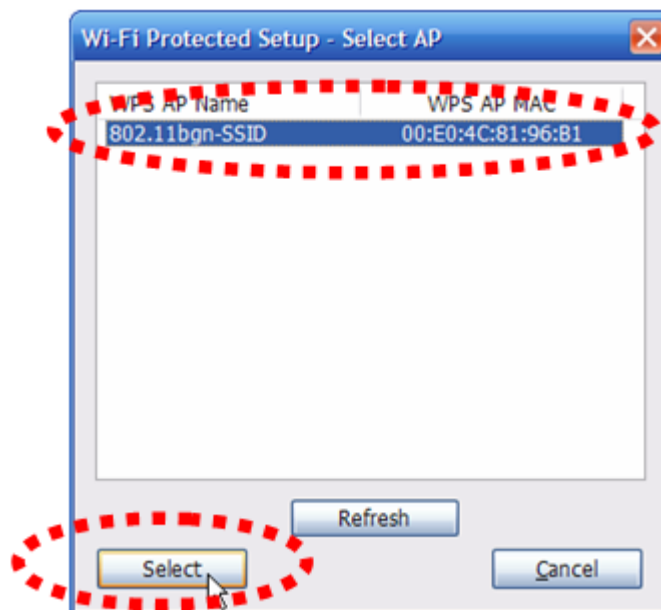 Wi-Fi Protected Setup - Select AP
WPS AP Name WPS AP MAC
802.11bgn-SSID 00:E0:4C:81:96:B1
Refresh
Select Cancel